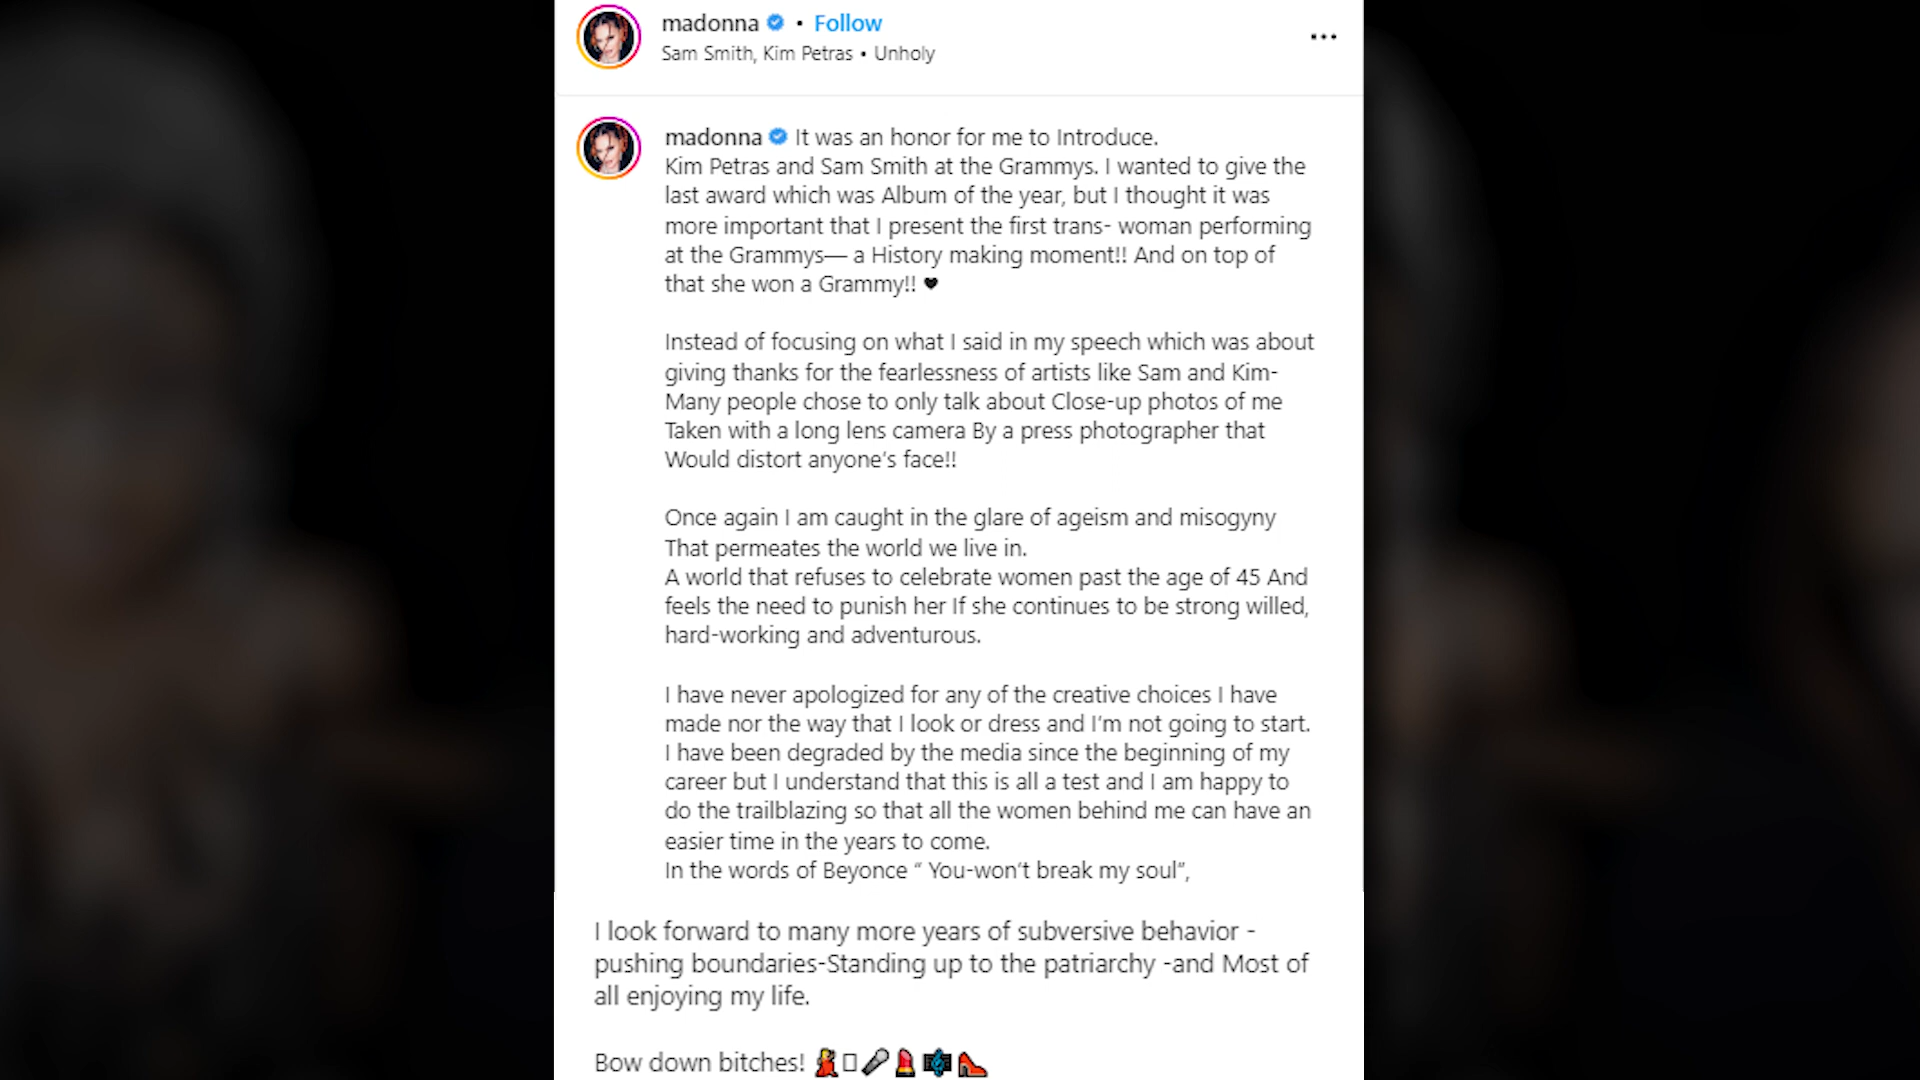 madonna • Follow
Sam Smith, Kim Petras • Unholy
madonna It was an honor for me to Introduce.
Kim Petras and Sam Smith at the Grammys. I wanted to give the
last award which was Album of the year, but I thought it was
more important that I present the first trans- woman performing
at the Grammys— a History making moment!! And on top of
that she won a Grammy!! ♥
Instead of focusing on what I said in my speech which was about
giving thanks for the fearlessness of artists like Sam and Kim-
Many people chose to only talk about Close-up photos of me
Taken with a long lens camera By a press photographer that
Would distort anyone's face!!
Once again I am caught in the glare of ageism and misogyny
That permeates the world we live in.
A world that refuses to celebrate women past the age of 45 And
feels the need to punish her If she continues to be strong willed,
hard-working and adventurous.
I have never apologized for any of the creative choices I have
made nor the way that I look or dress and I'm not going to start.
I have been degraded by the media since the beginning of my
career but I understand that this is all a test and I am happy to
do the trailblazing so that all the women behind me can have an
easier time in the years to come.
In the words of Beyonce “ You-won't break my soul”,
I look forward to many more years of subversive behavior -
pushing boundaries-Standing up to the patriarchy -and Most of
all enjoying my life.
Bow down bitches! 💃▯🎤💄🎼👠